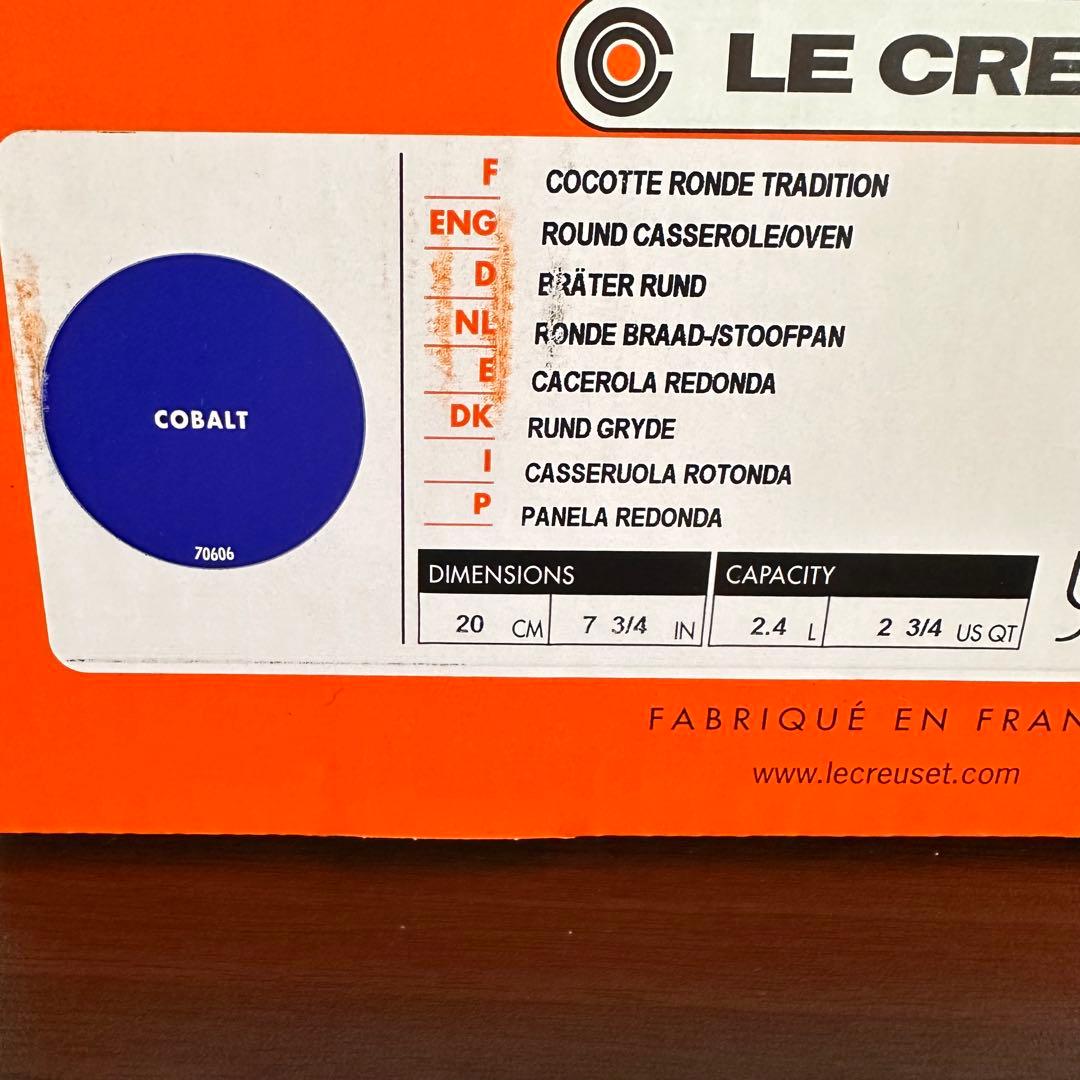 LE CRE
COBALT
70606
F COCOTTE RONDE TRADITION
ENG ROUND CASSEROLE/OVEN
D BRÄTER RUND
NL RONDE BRAAD-/STOOFPAN
E CACEROLA REDONDA
DK RUND GRYDE
I CASSERUOLA ROTONDA
P PANELA REDONDA
DIMENSIONS CAPACITY
20 CM 7 3/4 IN 2.4 L 2 3/4 US QT
FABRIQUÉ EN FRAN
www.lecreuset.com